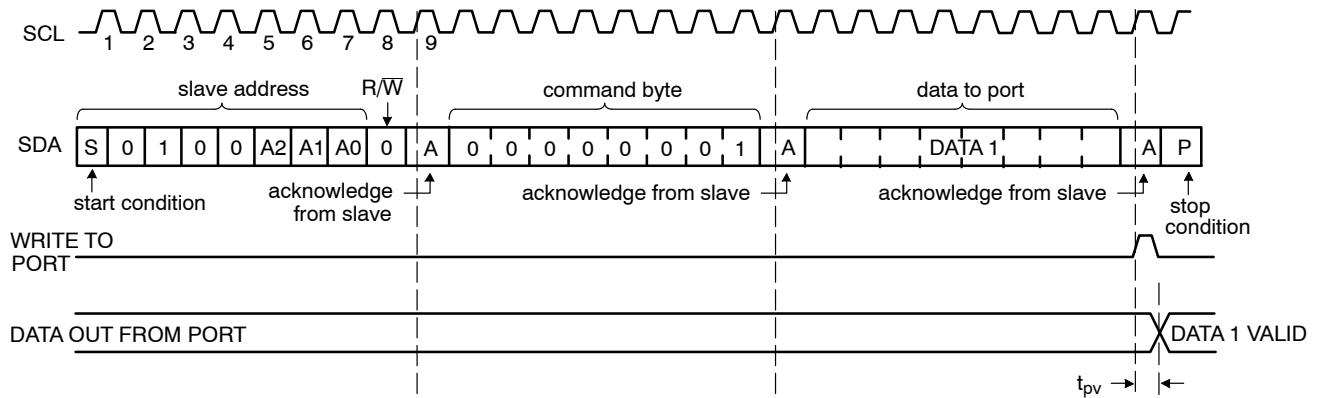 SCL
1 2 3 4 5 6 7 8 9
slave address R/W̅ command byte data to port
SDA S 0 1 0 0 A2 A1 A0 0 A 0 0 0 0 0 0 0 1 A DATA 1 A P
start condition
acknowledge
from slave
acknowledge from slave
acknowledge from slave
stop
condition
WRITE TO
PORT
DATA OUT FROM PORT
DATA 1 VALID
tpv